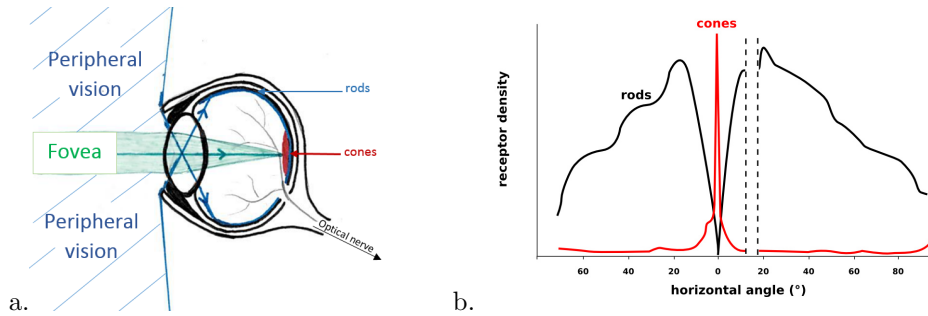 Peripheral
vision
Fovea
Peripheral
vision
rods
cones
Optical nerve
a.
cones
rods
receptor density
60 40 20 0 20 40 60 80
horizontal angle (°)
b.